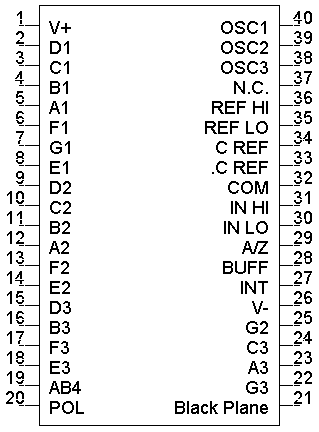 1 V+ OSC1 40
2 D1 OSC2 39
3 C1 OSC3 38
4 B1 N.C. 37
5 A1 REF HI 36
6 F1 REF LO 35
7 G1 C REF 34
8 E1 .C REF 33
9 D2 COM 32
10 C2 IN HI 31
11 B2 IN LO 30
12 A2 A/Z 29
13 F2 BUFF 28
14 E2 INT 27
15 D3 V- 26
16 B3 G2 25
17 F3 C3 24
18 E3 A3 23
19 AB4 G3 22
20 POL Black Plane 21